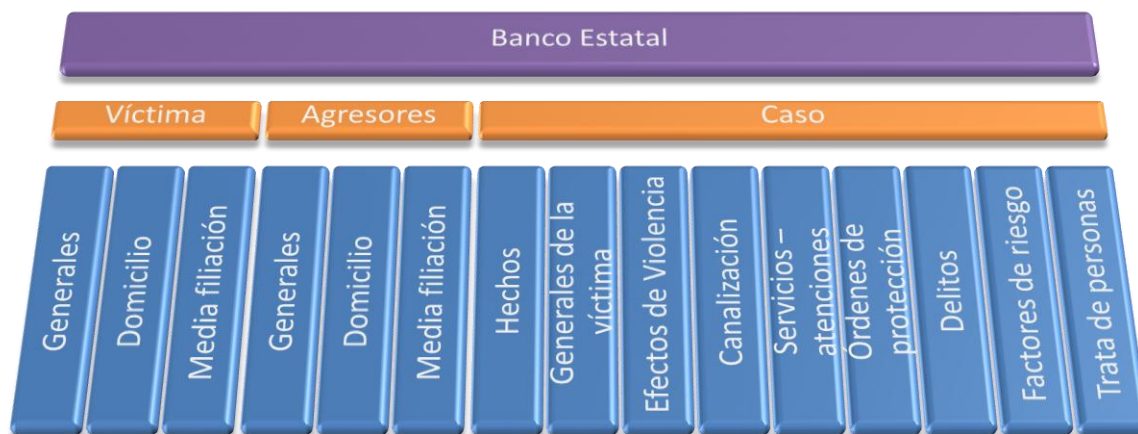 Banco Estatal
Víctima
Agresores
Caso
Generales
Domicilio
Media filiación
Generales
Domicilio
Media filiación
Hechos
Generales de la
víctima
Efectos de Violencia
Canalización
Servicios –
atenciones
Órdenes de
protección
Delitos
Factores de riesgo
Trata de personas